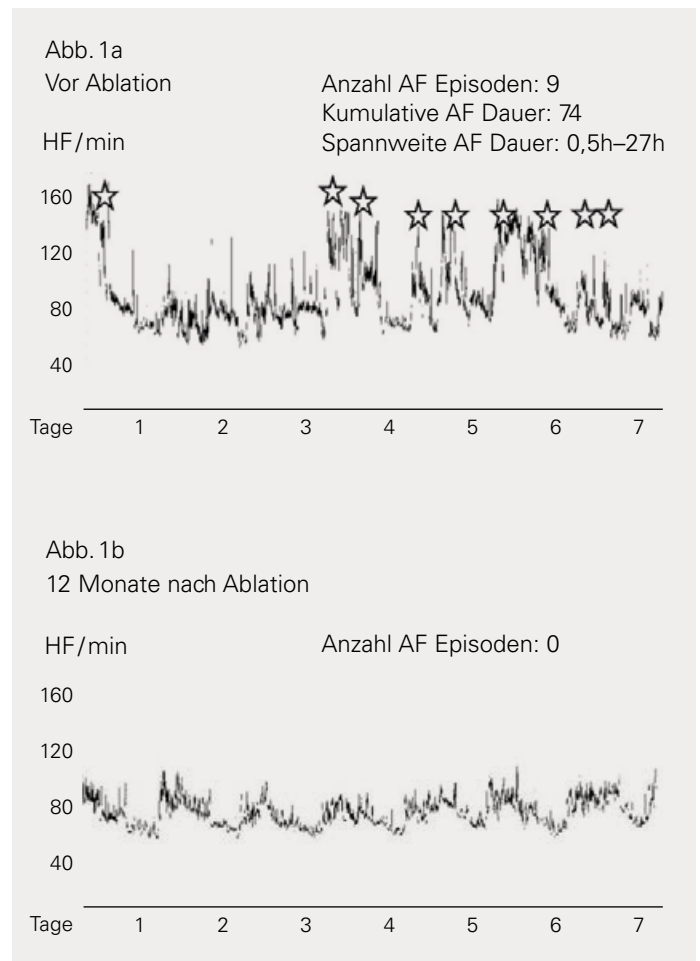 Abb. 1a
Vor Ablation
Anzahl AF Episoden: 9
Kumulative AF Dauer: 74
Spannweite AF Dauer: 0,5h–27h
HF/min
160
120
80
40
Tage 1 2 3 4 5 6 7
Abb. 1b
12 Monate nach Ablation
HF/min
Anzahl AF Episoden: 0
160
120
80
40
Tage 1 2 3 4 5 6 7